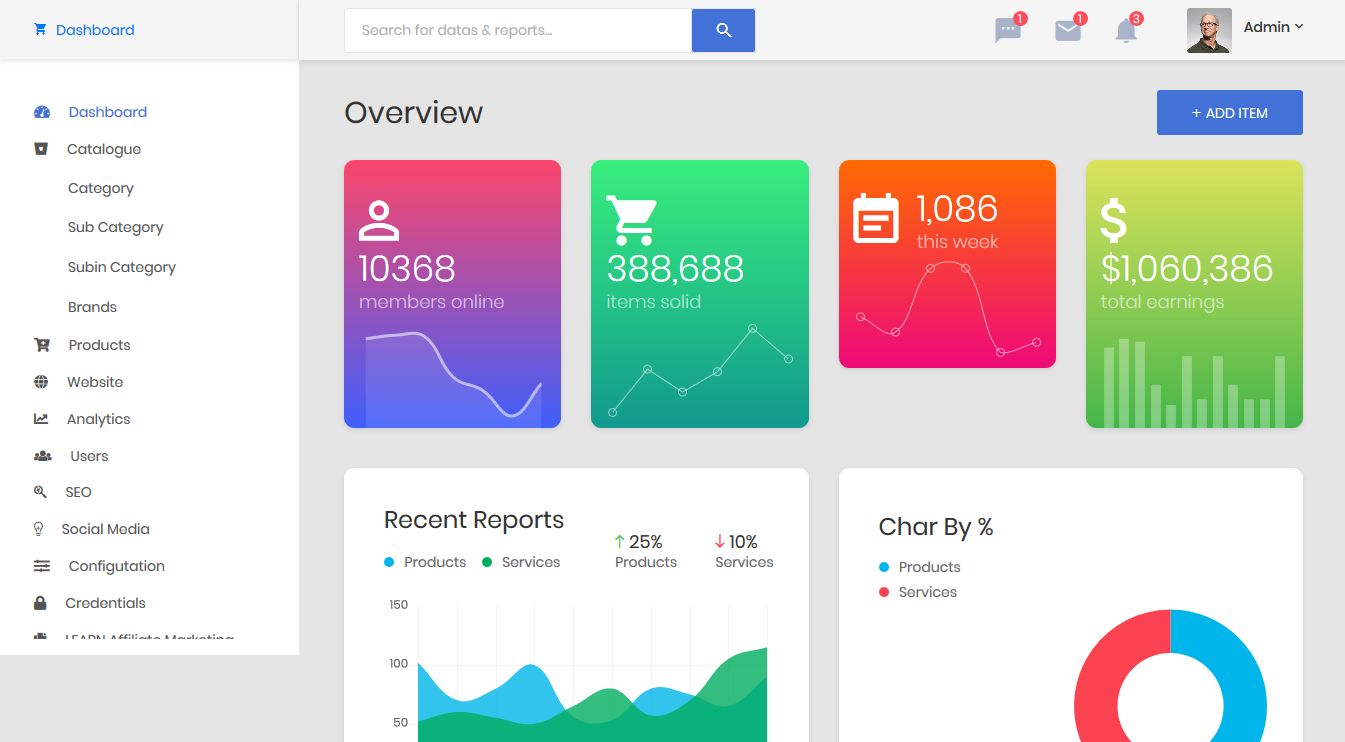 Dashboard
Search for datas & reports...
1
1
3
Admin
Dashboard
Catalogue
Category
Sub Category
Subin Category
Brands
Products
Website
Analytics
Users
SEO
Social Media
Configutation
Credentials
LEARN Affiliate Marketing
Overview
+ ADD ITEM
10368
members online
388,688
items solid
1,086
this week
$1,060,386
total earnings
Recent Reports
Products
Services
25%
Products
10%
Services
150
100
50
Char By %
Products
Services